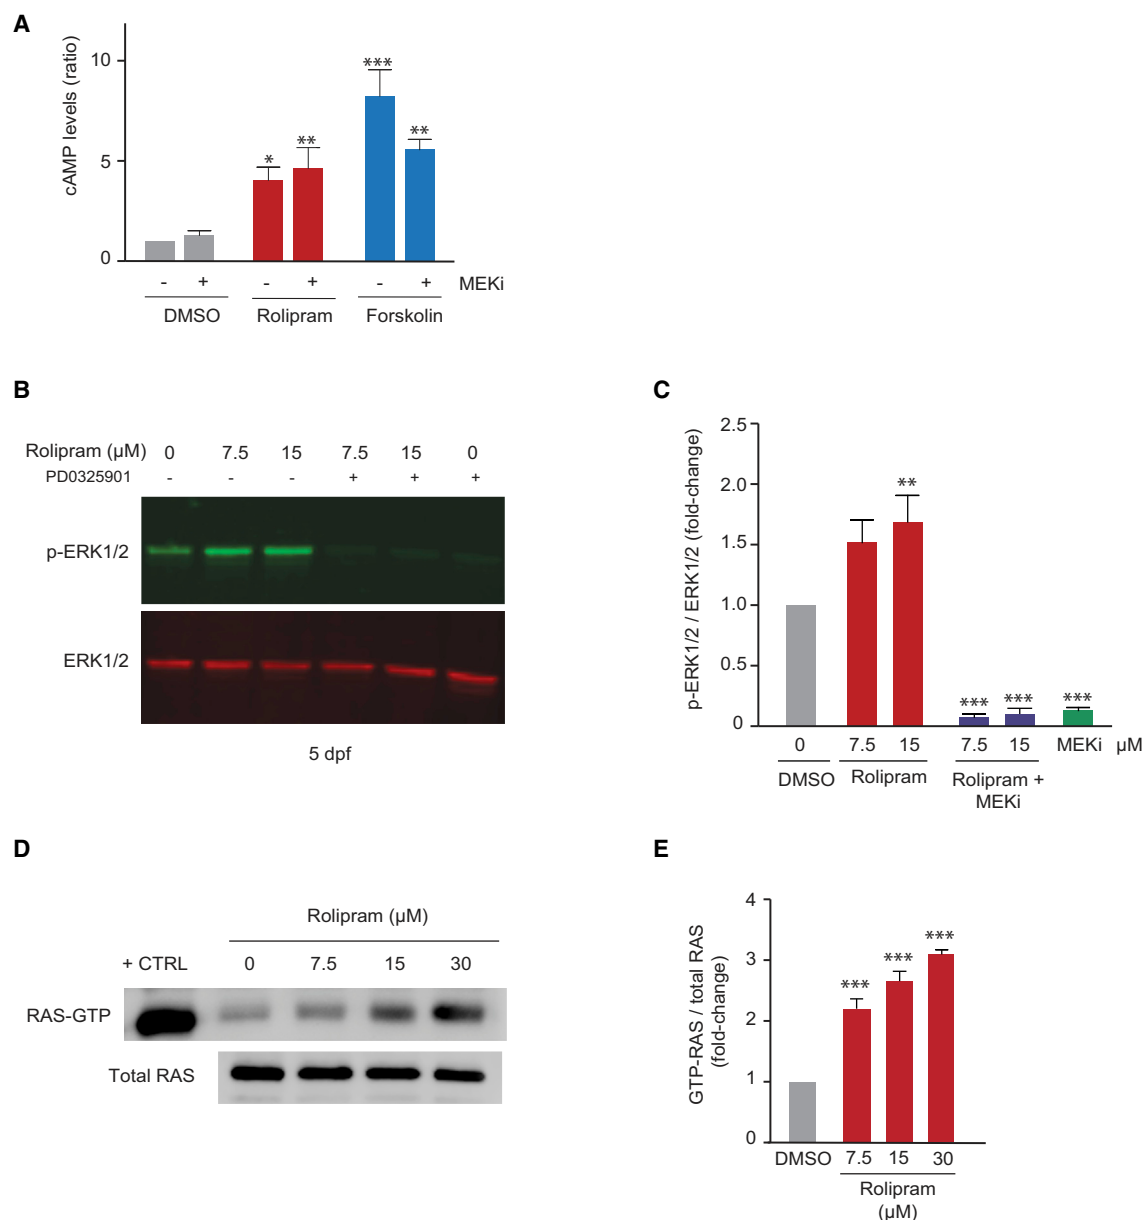 A
cAMP levels (ratio)
10
5
0
***
**
*
**
- + - + - + MEKi
DMSO Rolipram Forskolin
B
Rolipram (µM) 0 7.5 15 7.5 15 0
PD0325901 - - - + + +
p-ERK1/2
ERK1/2
5 dpf
C
p-ERK1/2 / ERK1/2 (fold-change)
2.5
2.0
1.5
1.0
0.5
0
**
*** *** ***
0 7.5 15 7.5 15 MEKi µM
DMSO Rolipram Rolipram +
MEKi
D
Rolipram (µM)
+ CTRL 0 7.5 15 30
RAS-GTP
Total RAS
E
GTP-RAS / total RAS
(fold-change)
4
3
2
1
0
*** *** ***
DMSO 7.5 15 30
Rolipram
(µM)